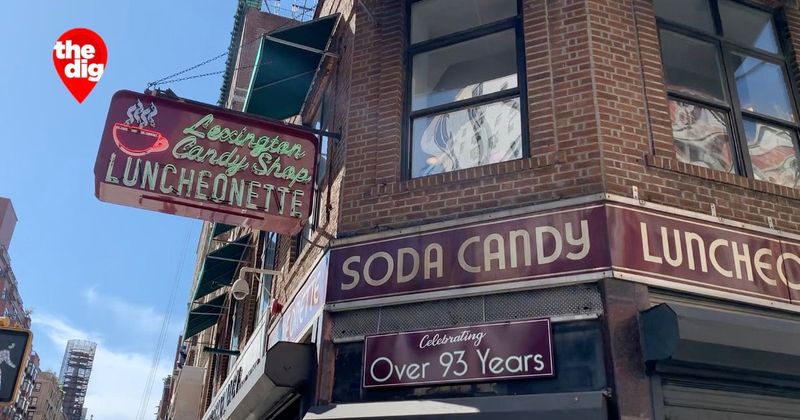 the
dig
Lexington
Candy Shop
LUNCHEONETTE
SODA CANDY
LUNCHEO
Celebrating
Over 93 Years